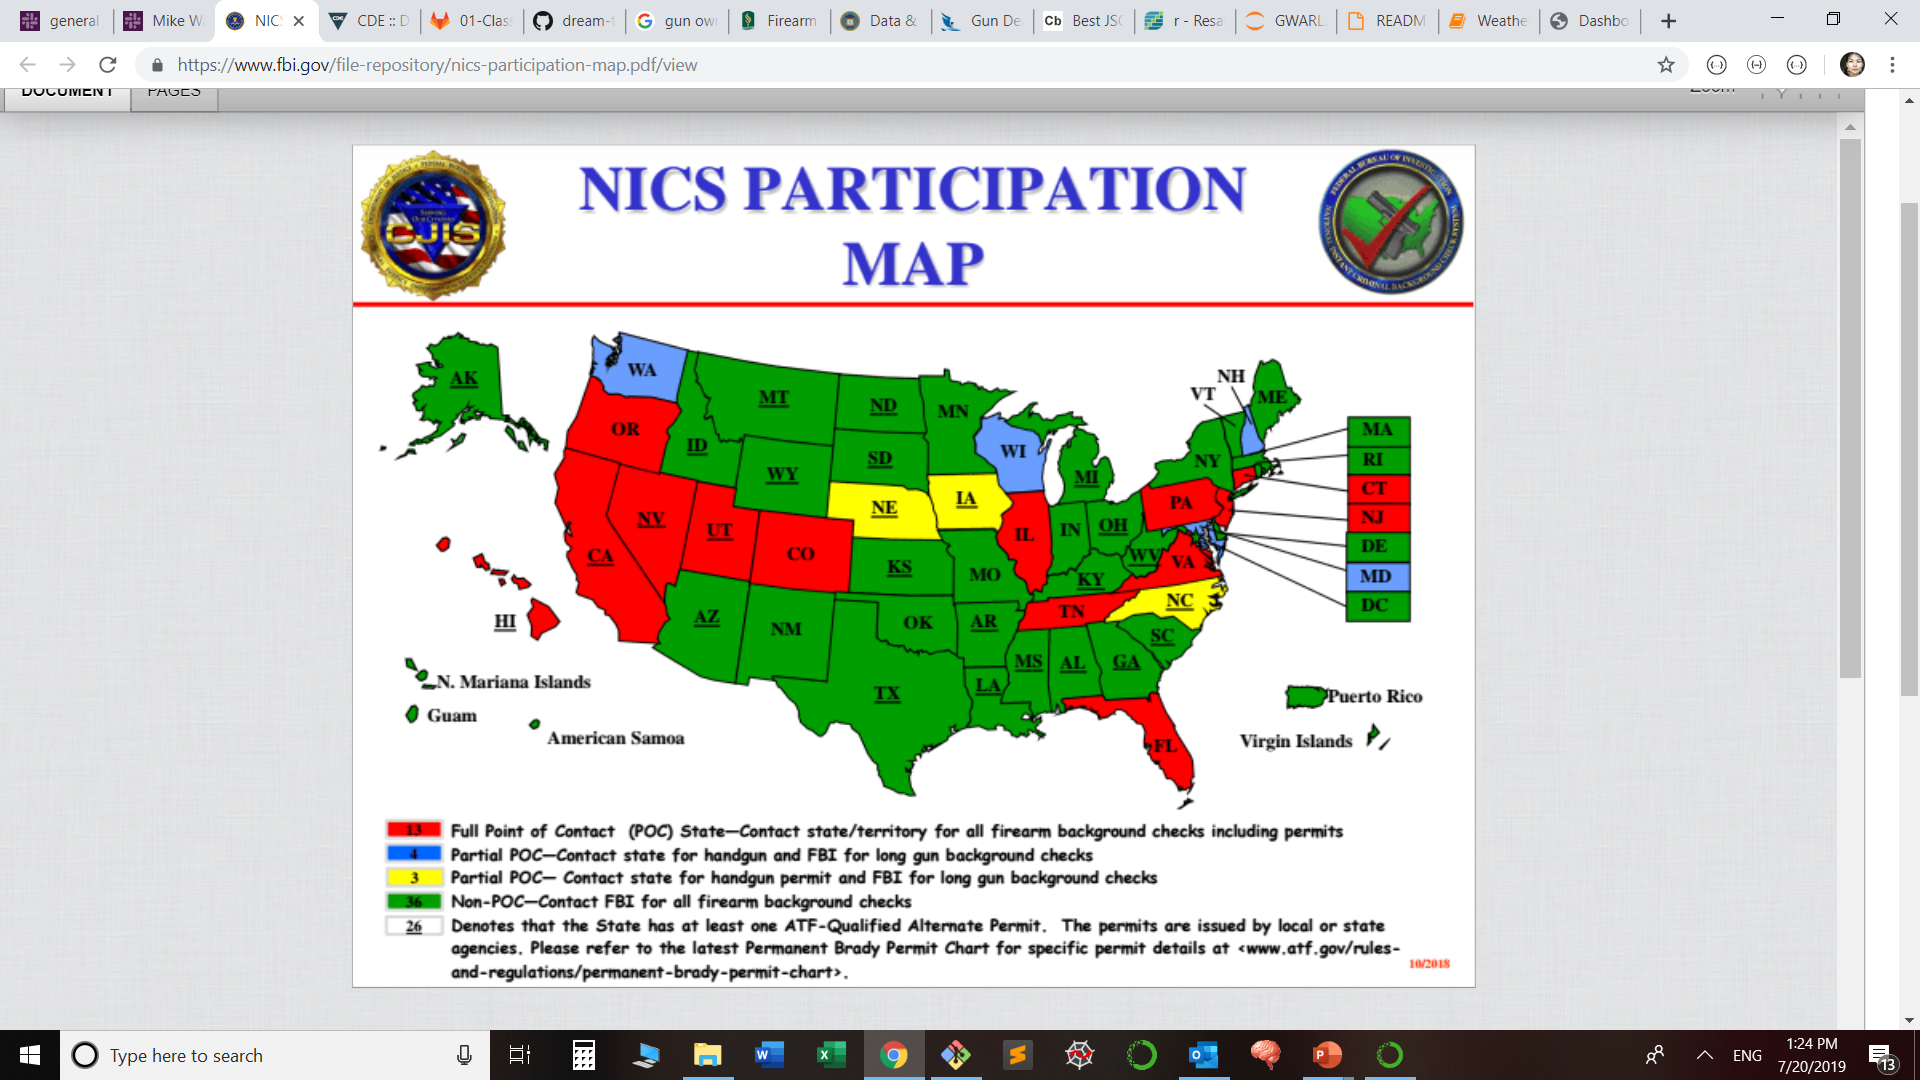 general
Mike W
NICS
CDE :: D
01-Clas
dream-t
gun own
Firearm
Data &
Gun De
Best JSO
r - Resa
GWARL
READM
Weathe
Dashbo
https://www.fbi.gov/file-repository/nics-participation-map.pdf/view
DOCUMENT
PAGES
Zoom
NICS PARTICIPATION
MAP
CJIS
AK
WA
MT
ND
MN
NH
VT
ME
OR
ID
WY
SD
WI
MI
NY
MA
RI
CT
NJ
DE
MD
DC
NV
UT
CO
NE
IA
IL
IN
OH
PA
CA
KS
MO
KY
WV
VA
HI
AZ
NM
OK
AR
TN
NC
SC
MS
AL
GA
LA
TX
FL
N. Mariana Islands
Guam
American Samoa
Puerto Rico
Virgin Islands
13 Full Point of Contact (POC) State—Contact state/territory for all firearm background checks including permits
4 Partial POC—Contact state for handgun and FBI for long gun background checks
3 Partial POC— Contact state for handgun permit and FBI for long gun background checks
36 Non-POC—Contact FBI for all firearm background checks
26 Denotes that the State has at least one ATF-Qualified Alternate Permit. The permits are issued by local or state
agencies. Please refer to the latest Permanent Brady Permit Chart for specific permit details at <www.atf.gov/rules-
and-regulations/permanent-brady-permit-chart>.
10/2018
Type here to search
ENG
1:24 PM
7/20/2019
13